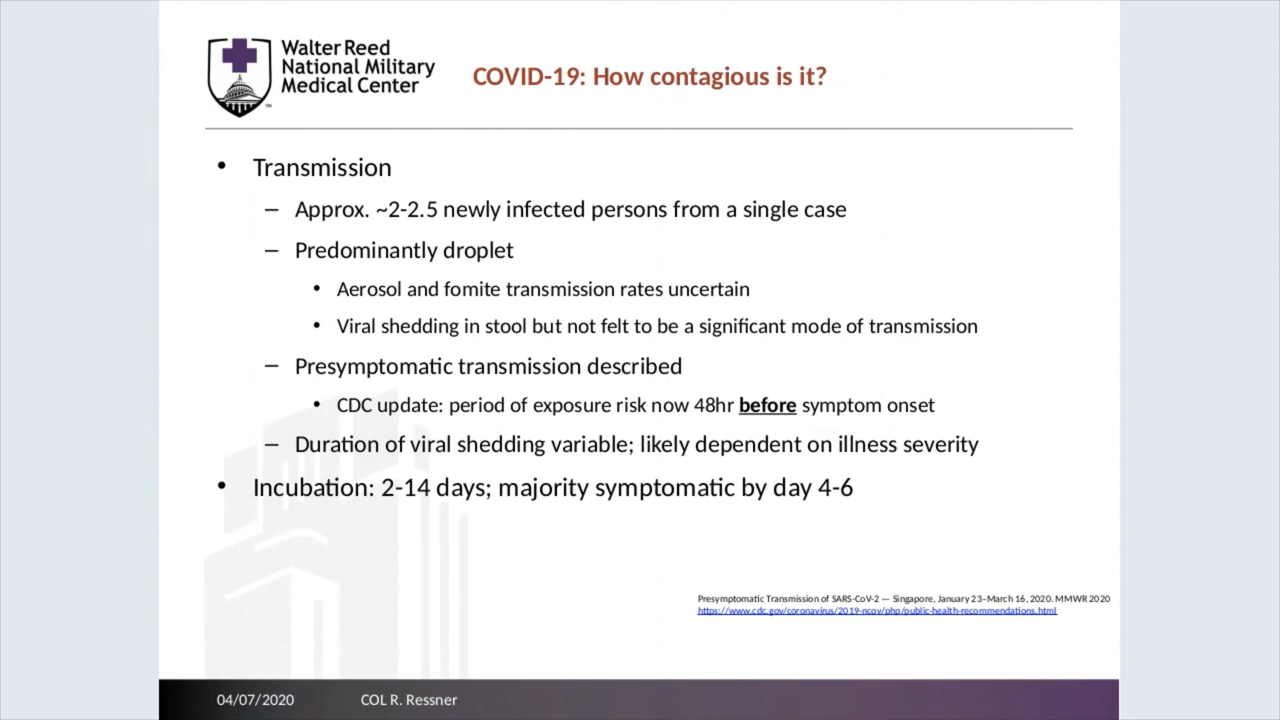 Walter Reed
National Military
Medical Center
COVID-19: How contagious is it?
• Transmission
– Approx. ~2-2.5 newly infected persons from a single case
– Predominantly droplet
• Aerosol and fomite transmission rates uncertain
• Viral shedding in stool but not felt to be a significant mode of transmission
– Presymptomatic transmission described
• CDC update: period of exposure risk now 48hr before symptom onset
– Duration of viral shedding variable; likely dependent on illness severity
• Incubation: 2-14 days; majority symptomatic by day 4-6
Presymptomatic Transmission of SARS-CoV-2 — Singapore, January 23–March 16, 2020. MMWR 2020
https://www.cdc.gov/coronavirus/2019-ncov/php/public-health-recommendations.html
04/07/2020 COL R. Ressner